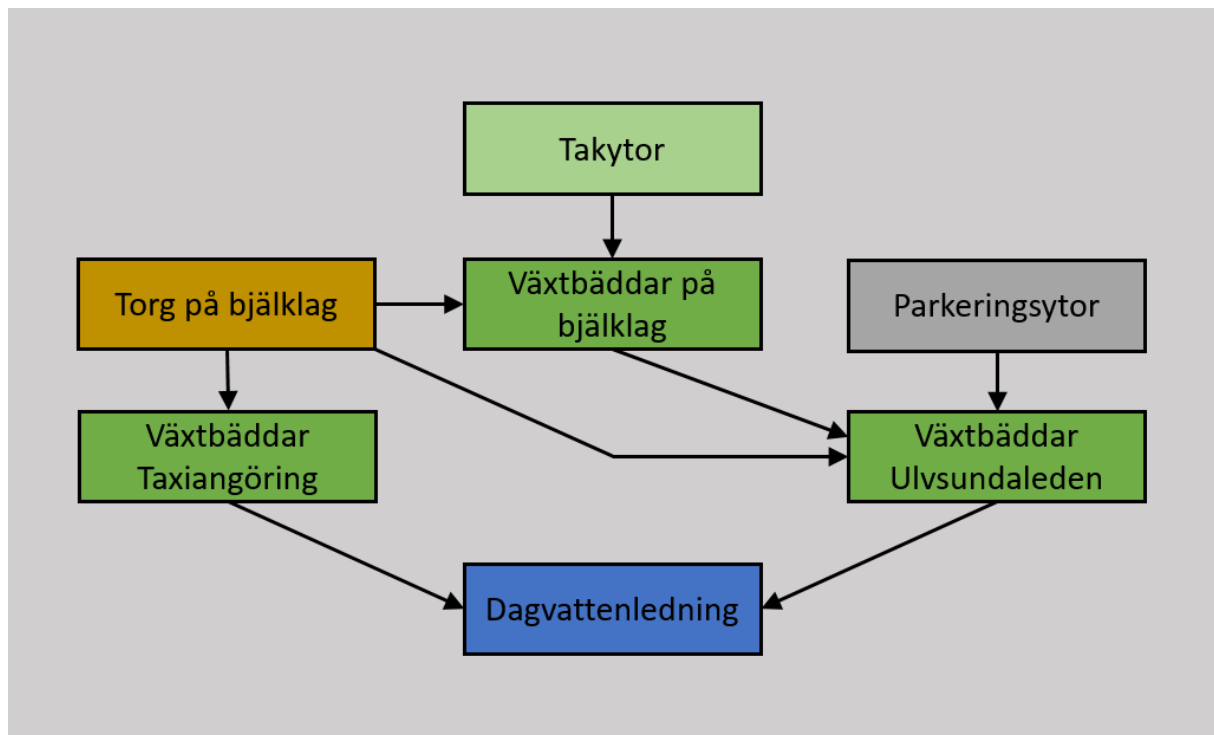 Takytor
Torg på bjälklag
Växtbäddar på
bjälklag
Parkeringsytor
Växtbäddar
Taxiangöring
Växtbäddar
Ulvsundaleden
Dagvattenledning